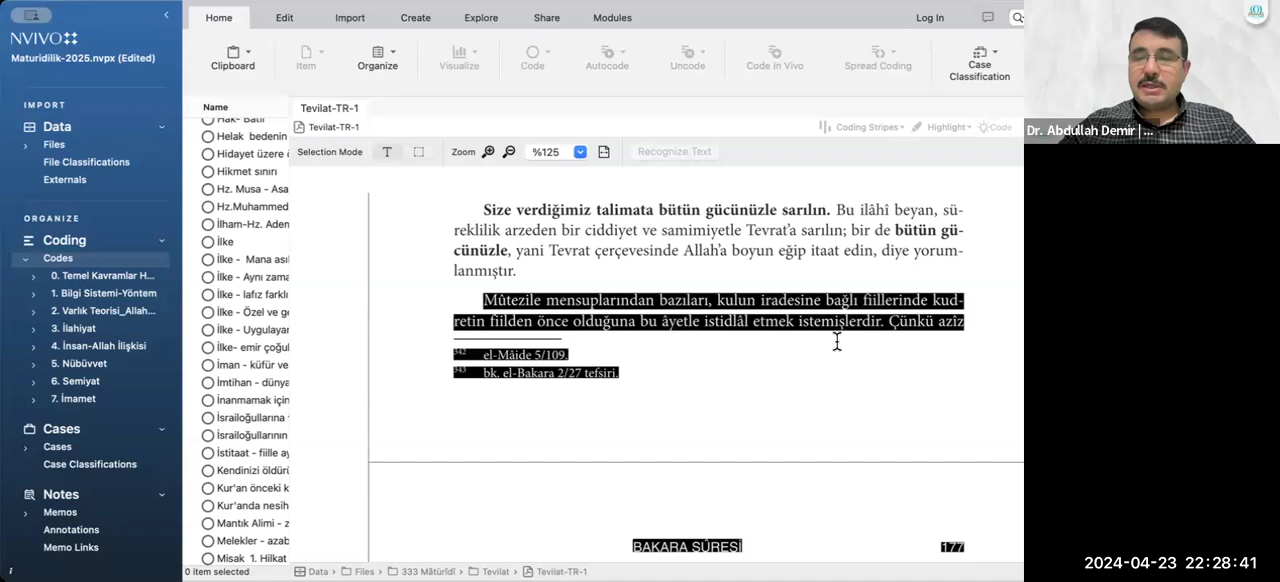 NVIVO
Maturidilik-2025.nvpx (Edited)
IMPORT
Data
Files
File Classifications
Externals
ORGANIZE
Coding
Codes
0. Temel Kavramlar H...
1. Bilgi Sistemi-Yöntem
2. Varlık Teorisi_Allah...
3. İlahiyat
4. İnsan-Allah İlişkisi
5. Nübüvvet
6. Semiyat
7. İmamet
Cases
Cases
Case Classifications
Notes
Memos
Annotations
Memo Links
Home Edit Import Create Explore Share Modules Log In
Clipboard Item Organize Visualize Code Autocode Uncode Code In Vivo Spread Coding Case Classification
Name
Hak- Batıl
Helak bedenin
Hidayet üzere
Hikmet sınırı
Hz. Musa - Asa
Hz.Muhammed
İlham-Hz. Adem
İlke
İlke - Mana ası
İlke - Aynı zama
İlke - lafız farklı
İlke - Özel ve g
İlke - Uygulayar
İlke- emir çoğul
İman - küfür ve
İmtihan - düny
İnanmamak için
İsrailoğullarına
İsrailoğullarının
İstitaat - fiille ay
Kendinizi öldürü
Kur'an önceki k
Kur'anda nesih
Mantık Alimi - z
Melekler - azab
Misak 1. Hilkat
0 item selected
Tevilat-TR-1
Tevilat-TR-1
Coding Stripes Highlight Code
Selection Mode T Zoom %125 Recognize Text
Size verdiğimiz talimata bütün gücünüzle sarılın. Bu ilâhî beyan, sü-
reklilik arzeden bir ciddiyet ve samimiyetle Tevrat'a sarılın; bir de bütün gü-
cünüzle, yani Tevrat çerçevesinde Allah'a boyun eğip itaat edin, diye yorum-
lanmıştır.
Mûtezile mensuplarından bazıları, kulun iradesine bağlı fiillerinde kud-
retin fiilden önce olduğuna bu âyetle istidlâl etmek istemişlerdir. Çünkü azîz
342 el-Mâide 5/109.
343 bk. el-Bakara 2/27 tefsiri.
BAKARA SÛRESİ 177
Data > Files > 333 Mâtürîdî > Tevilat > Tevilat-TR-1
Dr. Abdullah Demir | ...
2024-04-23 22:28:41